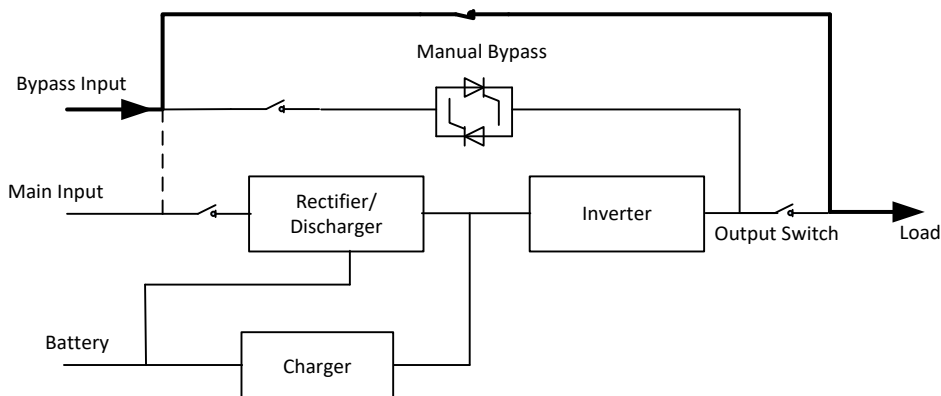 Manual Bypass
Bypass Input
Main Input
Rectifier/
Discharger
Inverter
Output Switch
Load
Battery
Charger